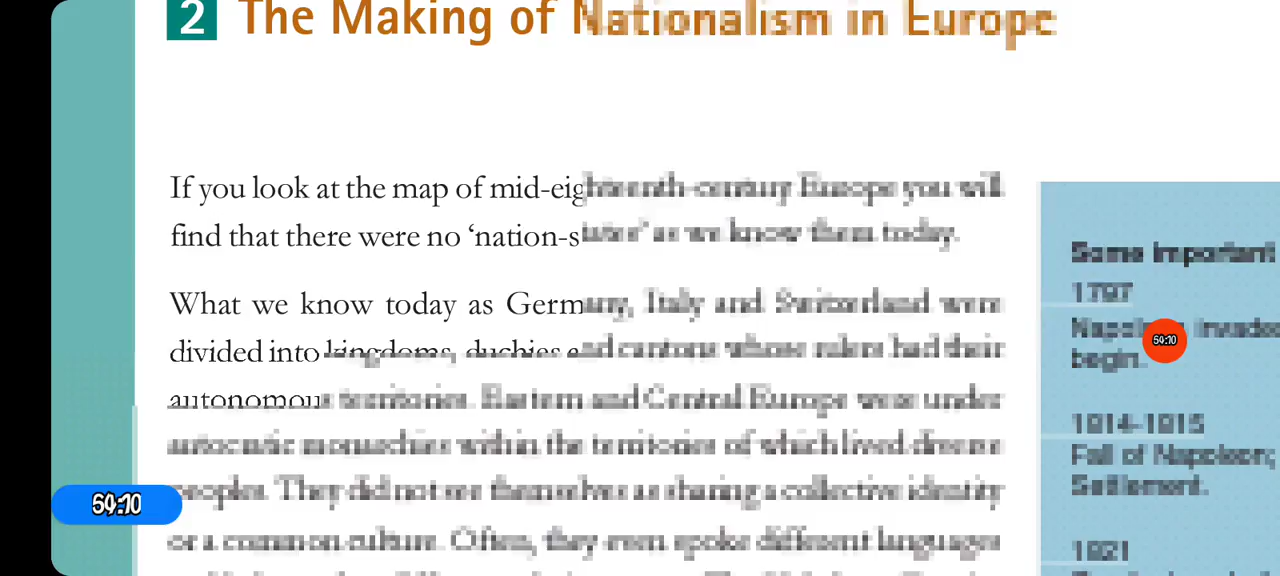 2 The Making of Nationalism in Europe
If you look at the map of mid-eighteenth-century Europe you will
find that there were no ‘nation-states’ as we know them today.
What we know today as Germany, Italy and Switzerland were
divided into kingdoms, duchies and cantons whose rulers had their
autonomous territories. Eastern and Central Europe were under
autocratic monarchies within the territories of which lived diverse
peoples. They did not see themselves as sharing a collective identity
or a common culture. Often, they even spoke different languages
Some important
1797
Napoleon invades
begin.
1814-1815
Fall of Napoleon;
Settlement.
1821